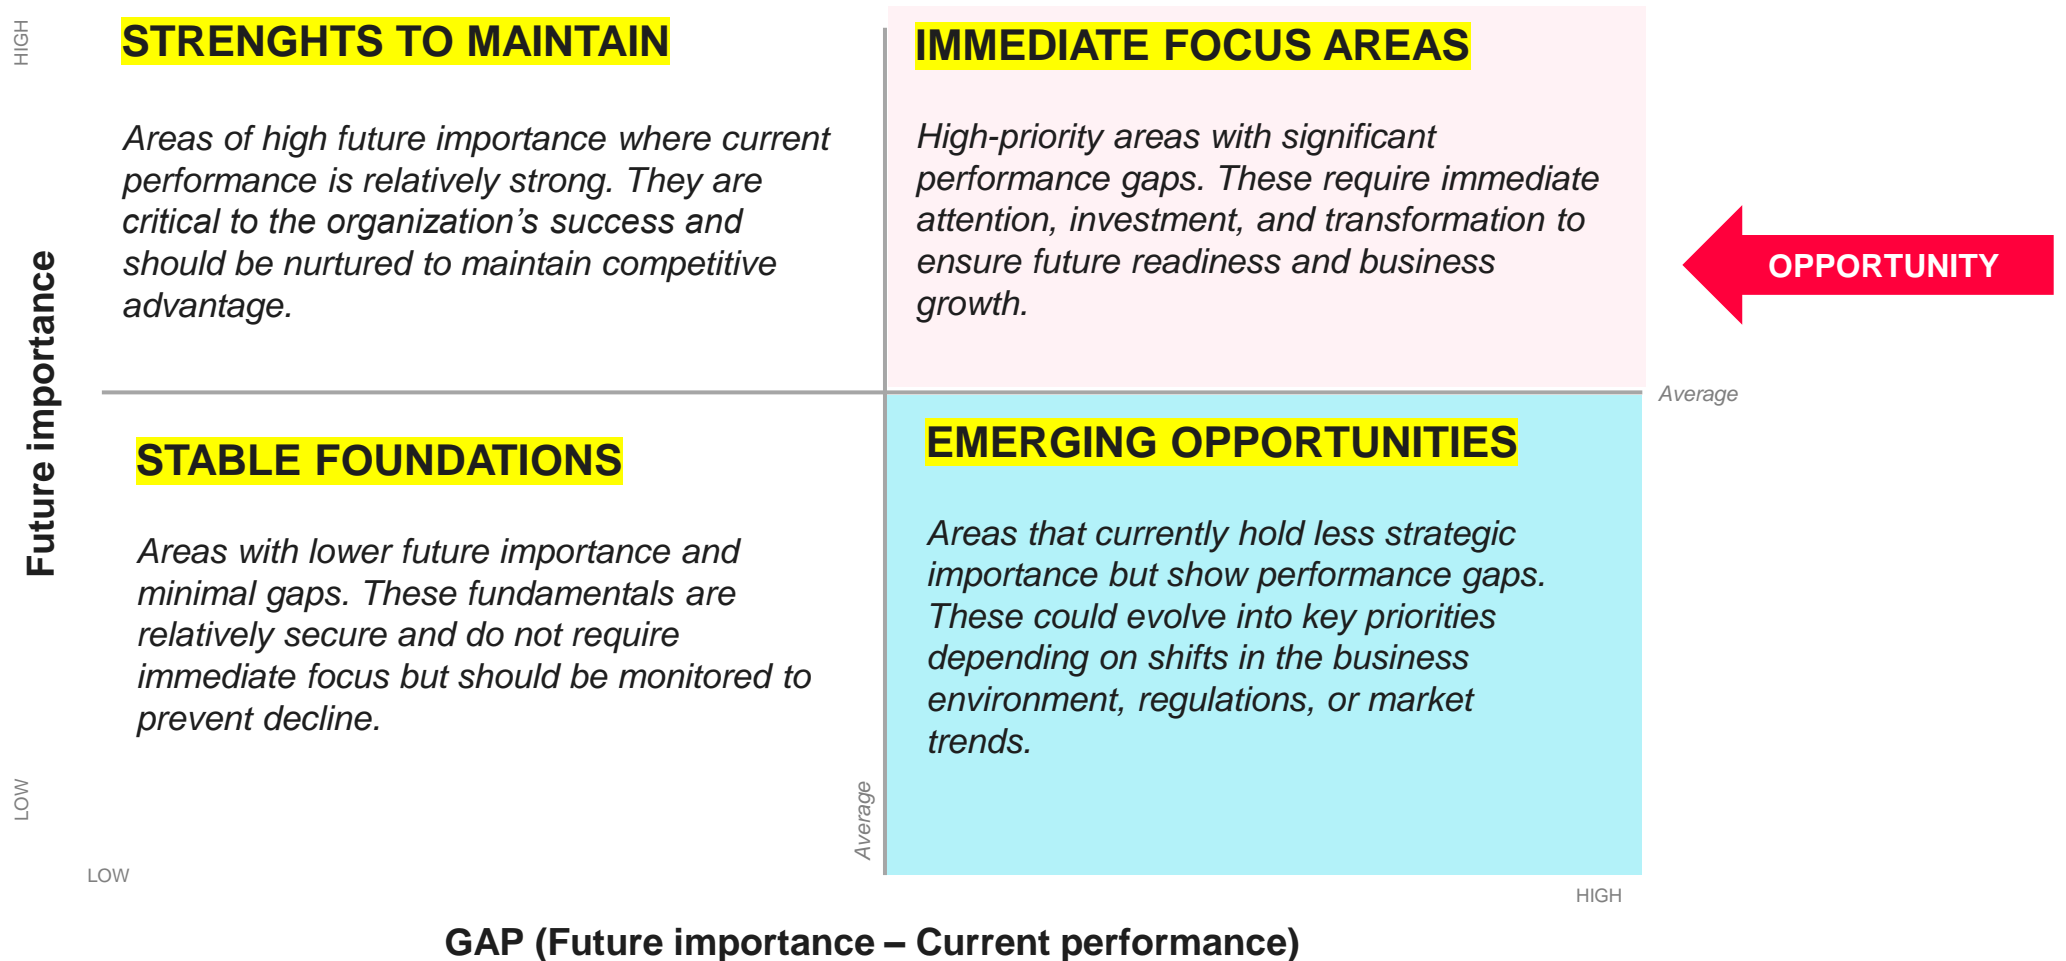 HIGH
STRENGHTS TO MAINTAIN
Areas of high future importance where current
performance is relatively strong. They are
critical to the organization’s success and
should be nurtured to maintain competitive
advantage.
IMMEDIATE FOCUS AREAS
High-priority areas with significant
performance gaps. These require immediate
attention, investment, and transformation to
ensure future readiness and business
growth.
OPPORTUNITY
Future importance
Average
STABLE FOUNDATIONS
Areas with lower future importance and
minimal gaps. These fundamentals are
relatively secure and do not require
immediate focus but should be monitored to
prevent decline.
EMERGING OPPORTUNITIES
Areas that currently hold less strategic
importance but show performance gaps.
These could evolve into key priorities
depending on shifts in the business
environment, regulations, or market
trends.
LOW
Average
LOW
HIGH
GAP (Future importance – Current performance)